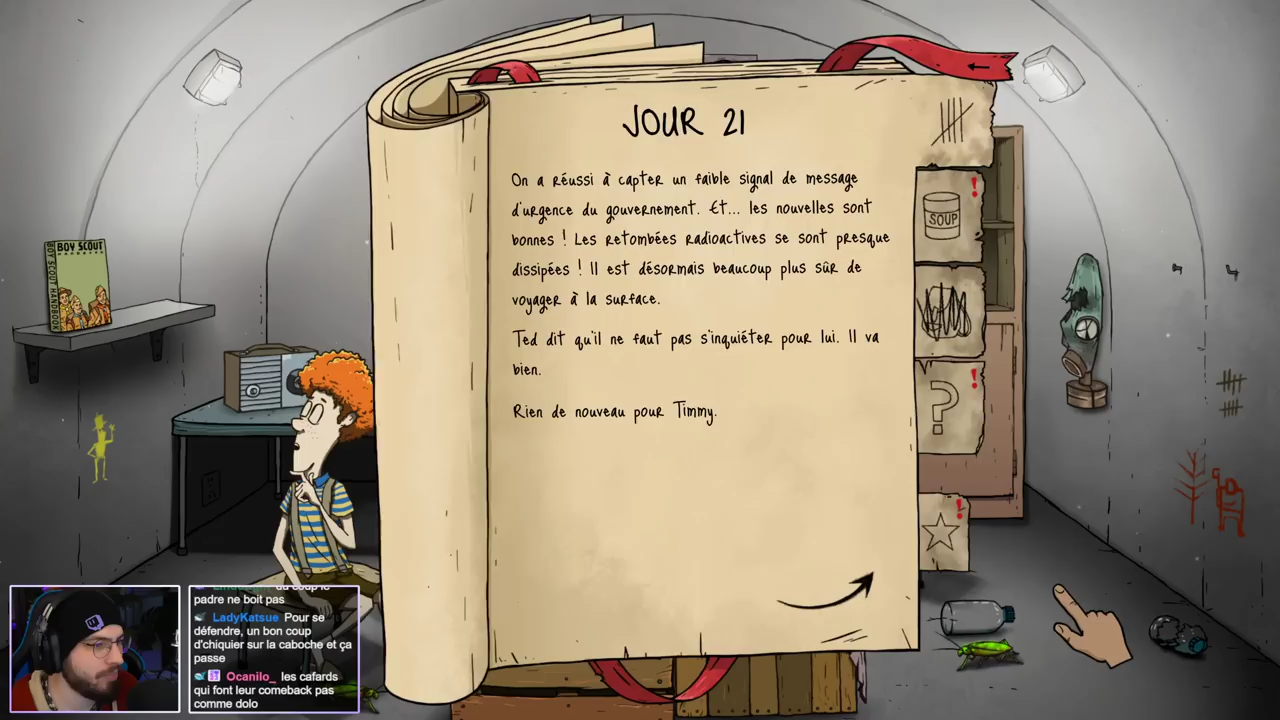 JOUR 21
On a réussi à capter un faible signal de message
d'urgence du gouvernement. Et... les nouvelles sont
bonnes ! Les retombées radioactives se sont presque
dissipées ! Il est désormais beaucoup plus sûr de
voyager à la surface.
Ted dit qu'il ne faut pas s'inquiéter pour lui. Il va
bien.
Rien de nouveau pour Timmy.
SOUP
BOY SCOUT
BOY SCOUT HANDBOOK
padre ne boit pas
LadyKatsue Pour se
défendre, un bon coup
d'chiquier sur la caboche et ça
passe
Ocanilo_ les cafards
qui font leur comeback pas
comme dolo